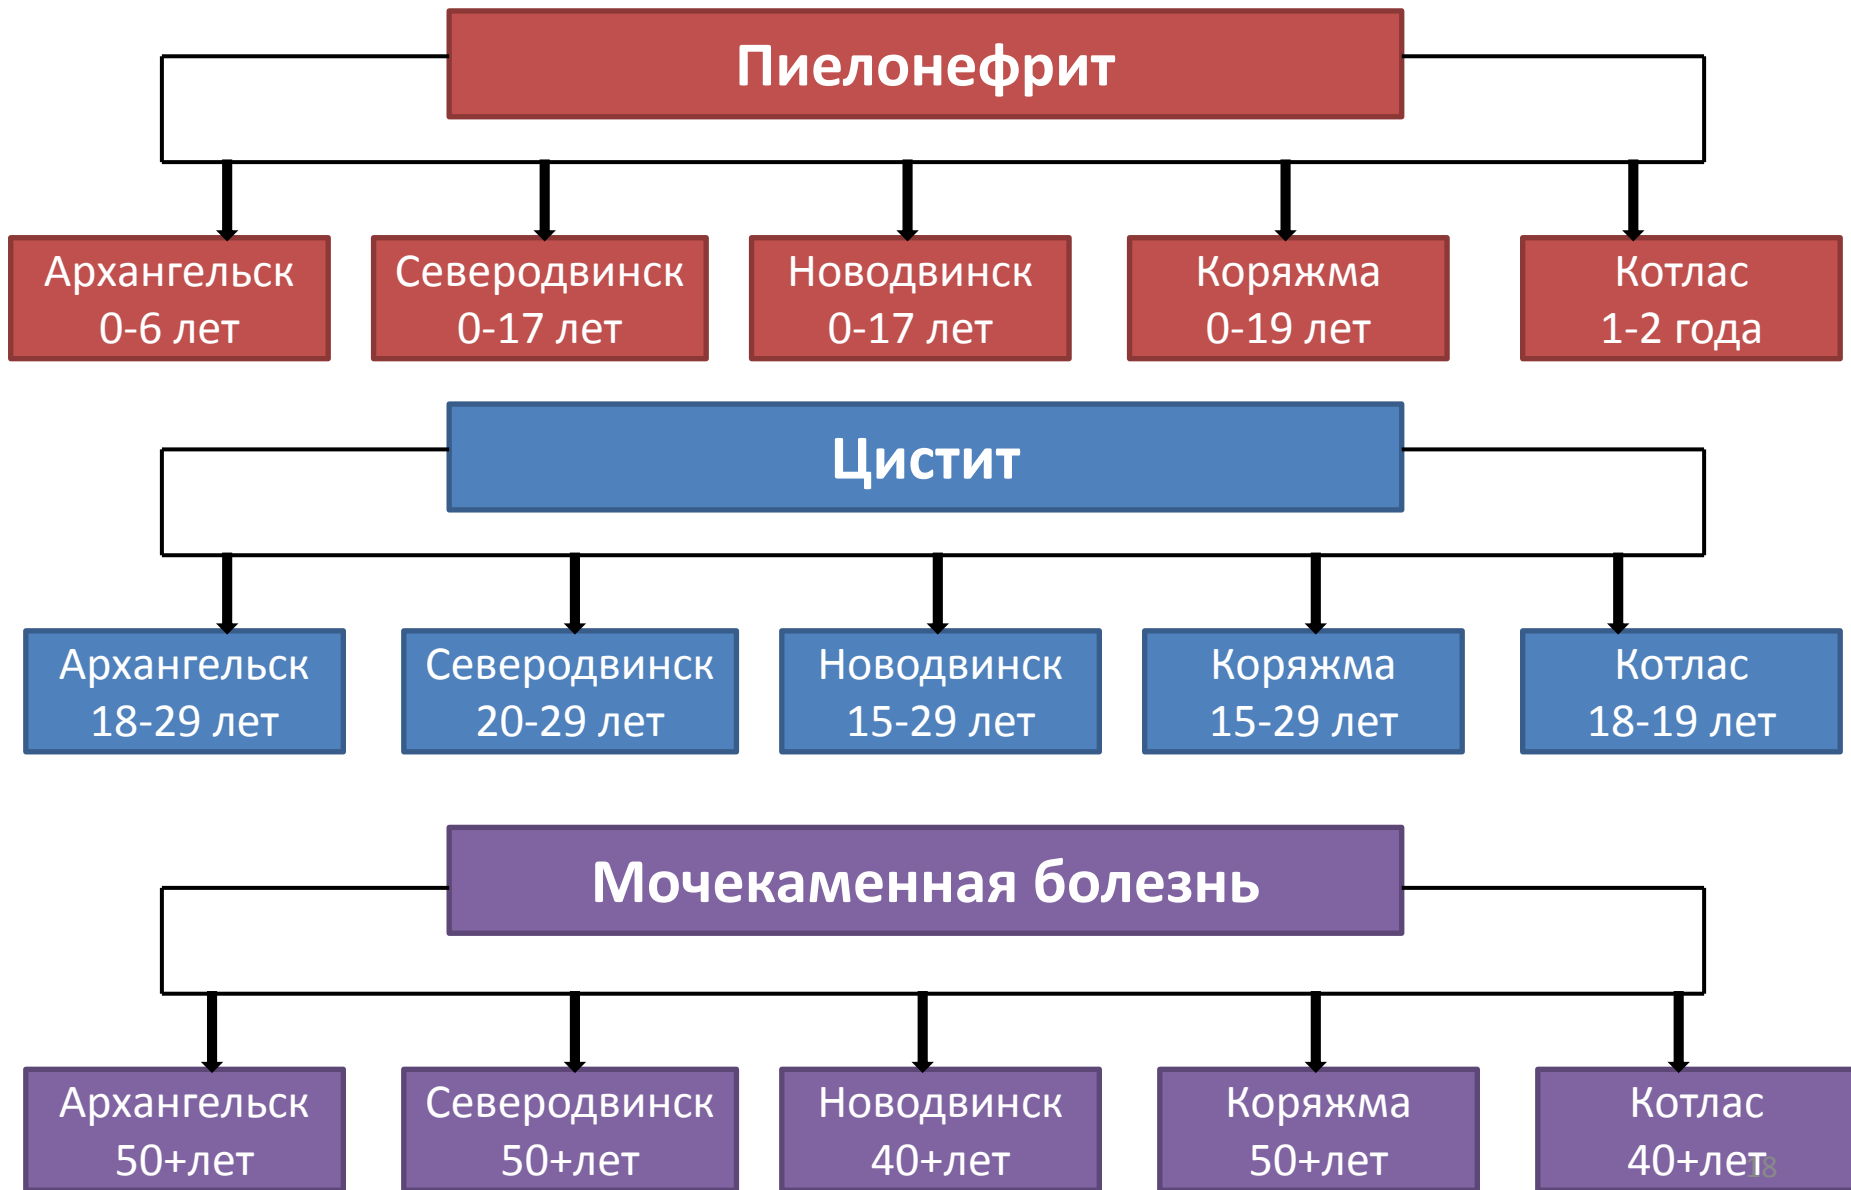 Пиелонефрит
Архангельск
0-6 лет
Северодвинск
0-17 лет
Новодвинск
0-17 лет
Коряжма
0-19 лет
Котлас
1-2 года
Цистит
Архангельск
18-29 лет
Северодвинск
20-29 лет
Новодвинск
15-29 лет
Коряжма
15-29 лет
Котлас
18-19 лет
Мочекаменная болезнь
Архангельск
50+лет
Северодвинск
50+лет
Новодвинск
40+лет
Коряжма
50+лет
Котлас
40+лет
18